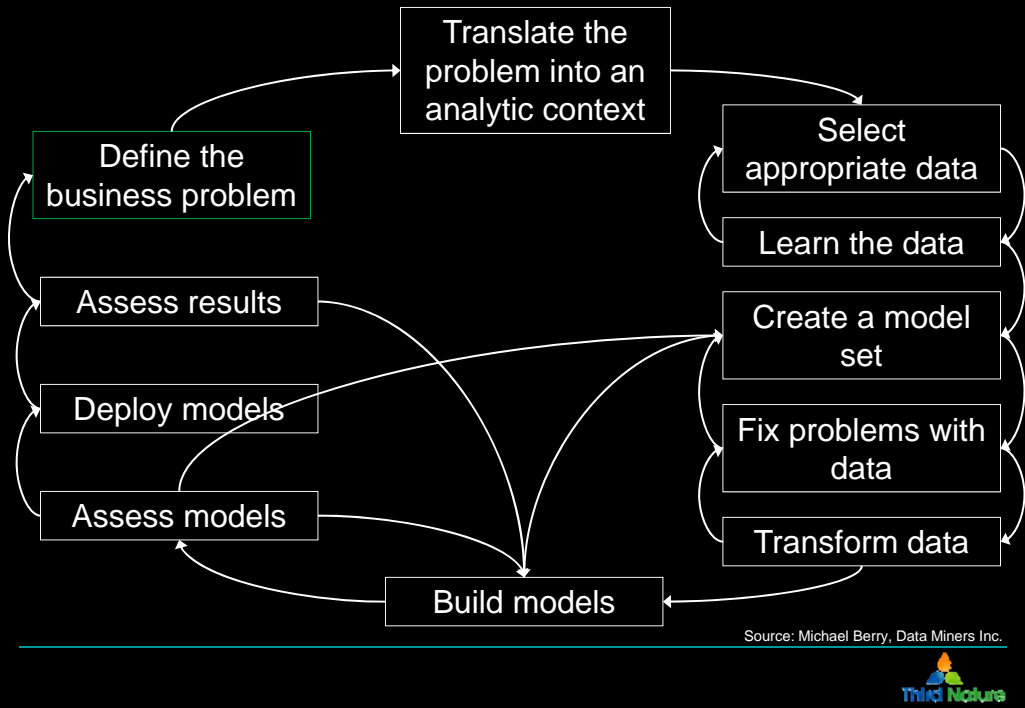 Translate the
problem into an
analytic context
Define the
business problem
Select
appropriate data
Learn the data
Assess results
Create a model
set
Deploy models
Fix problems with
data
Assess models
Transform data
Build models
Source: Michael Berry, Data Miners Inc.
Third Nature